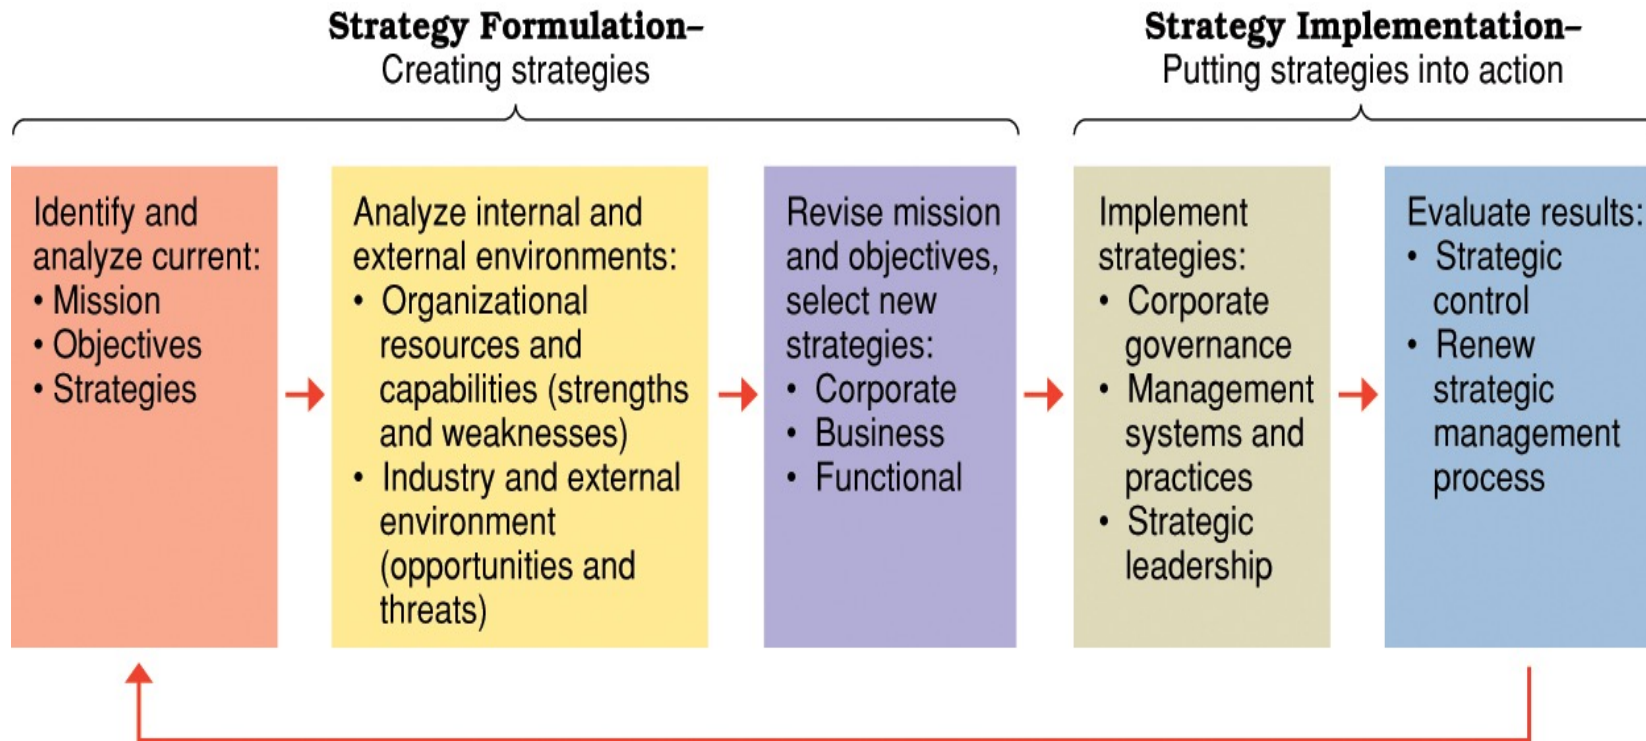 Strategy Formulation–
Creating strategies
Strategy Implementation–
Putting strategies into action
Identify and
analyze current:
• Mission
• Objectives
• Strategies
Analyze internal and
external environments:
• Organizational
resources and
capabilities (strengths
and weaknesses)
• Industry and external
environment
(opportunities and
threats)
Revise mission
and objectives,
select new
strategies:
• Corporate
• Business
• Functional
Implement
strategies:
• Corporate
governance
• Management
systems and
practices
• Strategic
leadership
Evaluate results:
• Strategic
control
• Renew
strategic
management
process